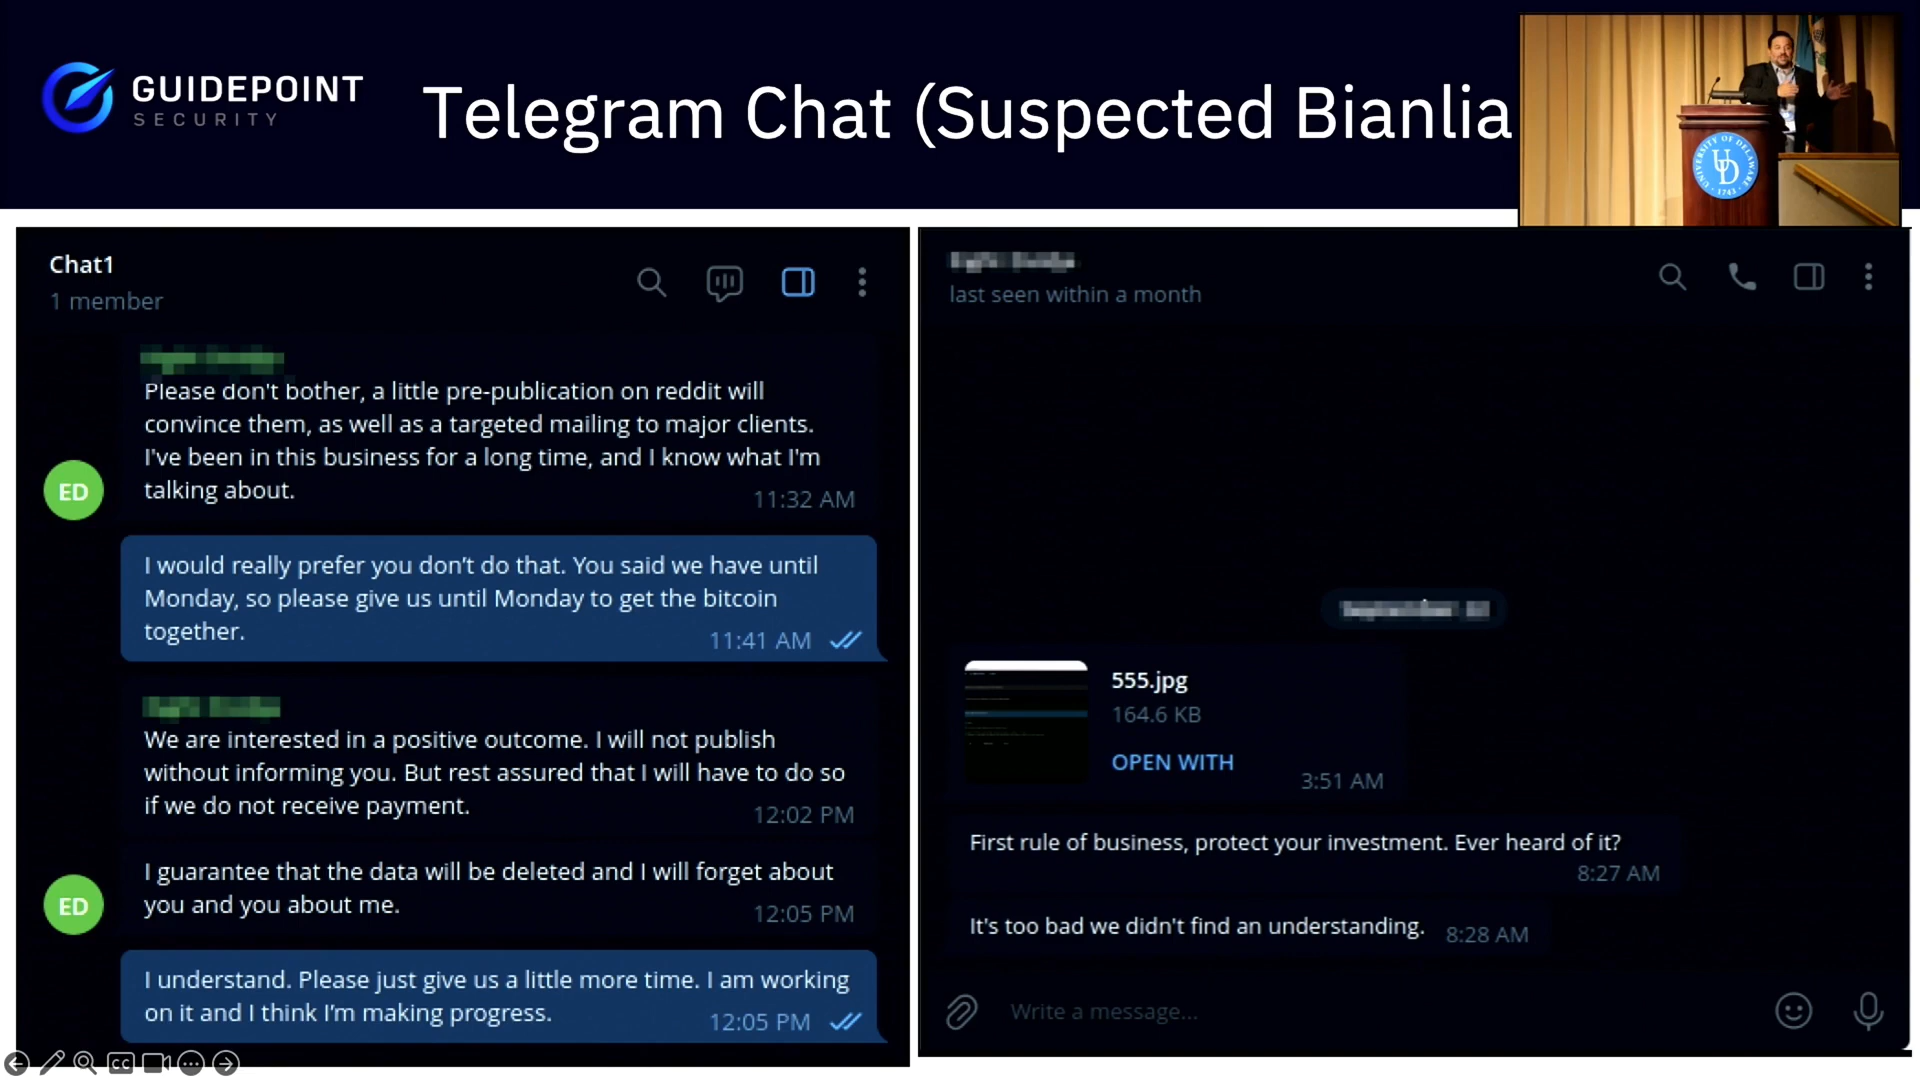 GUIDEPOINT
SECURITY
Telegram Chat (Suspected Bianlia
UNIVERSITY OF DELAWARE
UD
1743
Chat1
1 member
Please don't bother, a little pre-publication on reddit will
convince them, as well as a targeted mailing to major clients.
I've been in this business for a long time, and I know what I'm
talking about.
11:32 AM
ED
I would really prefer you don't do that. You said we have until
Monday, so please give us until Monday to get the bitcoin
together.
11:41 AM
We are interested in a positive outcome. I will not publish
without informing you. But rest assured that I will have to do so
if we do not receive payment.
12:02 PM
I guarantee that the data will be deleted and I will forget about
you and you about me.
12:05 PM
ED
I understand. Please just give us a little more time. I am working
on it and I think I'm making progress.
12:05 PM
last seen within a month
555.jpg
164.6 KB
OPEN WITH
3:51 AM
First rule of business, protect your investment. Ever heard of it?
8:27 AM
It's too bad we didn't find an understanding.
8:28 AM
Write a message...
CC